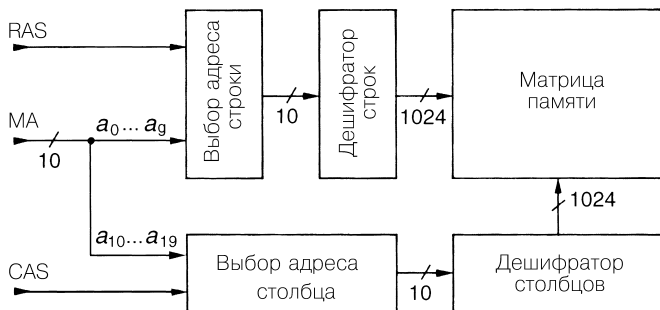 RAS
MA
10
a0... a9
Выбор адреса
строки
10
Дешифратор
строк
1024
Матрица
памяти
1024
a10... a19
CAS
Выбор адреса
столбца
10
Дешифратор
столбцов